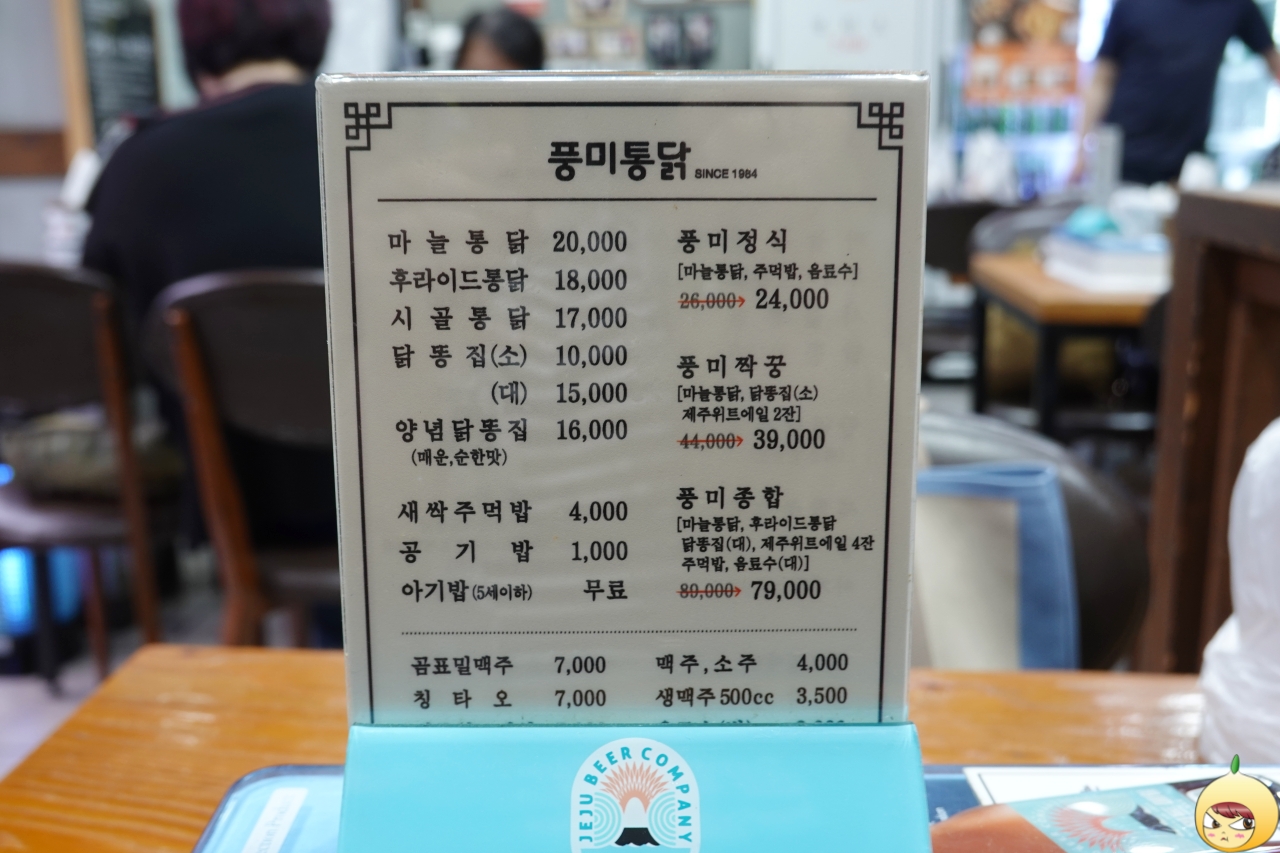 풍미통닭 SINCE 1984
마늘통닭 20,000
후라이드통닭 18,000
시골통닭 17,000
닭똥집(소) 10,000
(대) 15,000
양념닭똥집 16,000
(매운,순한맛)
새싹주먹밥 4,000
공기밥 1,000
아기밥(5세이하) 무료
풍미정식
[마늘통닭, 주먹밥, 음료수]
26,000→ 24,000
풍미짝꿍
[마늘통닭, 닭똥집(소)
제주위트에일 2잔]
44,000→ 39,000
풍미종합
[마늘통닭, 후라이드통닭
닭똥집(대), 제주위트에일 4잔
주먹밥, 음료수(대)]
89,000→ 79,000
곰표밀맥주 7,000
칭타오 7,000
맥주,소주 4,000
생맥주 500cc 3,500
JEJU BEER COMPANY